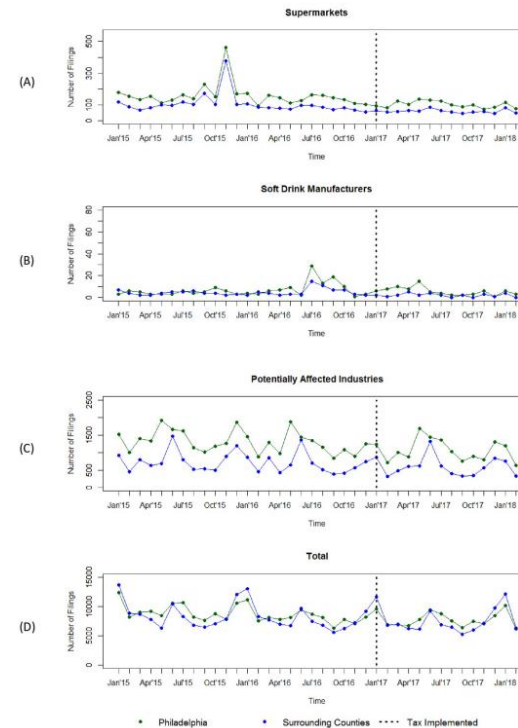 Supermarkets
(A)
Number of Filings
0 100 300 500
Jan'15 Apr'15 Jul'15 Oct'15 Jan'16 Apr'16 Jul'16 Oct'16 Jan'17 Apr'17 Jul'17 Oct'17 Jan'18
Time
Soft Drink Manufacturers
(B)
Number of Filings
0 20 40 60 80
Jan'15 Apr'15 Jul'15 Oct'15 Jan'16 Apr'16 Jul'16 Oct'16 Jan'17 Apr'17 Jul'17 Oct'17 Jan'18
Time
Potentially Affected Industries
(C)
Number of Filings
0 500 1500 2500
Jan'15 Apr'15 Jul'15 Oct'15 Jan'16 Apr'16 Jul'16 Oct'16 Jan'17 Apr'17 Jul'17 Oct'17 Jan'18
Time
Total
(D)
Number of Filings
0 5000 10000 15000
Jan'15 Apr'15 Jul'15 Oct'15 Jan'16 Apr'16 Jul'16 Oct'16 Jan'17 Apr'17 Jul'17 Oct'17 Jan'18
Time
Philadelphia Surrounding Counties Tax Implemented